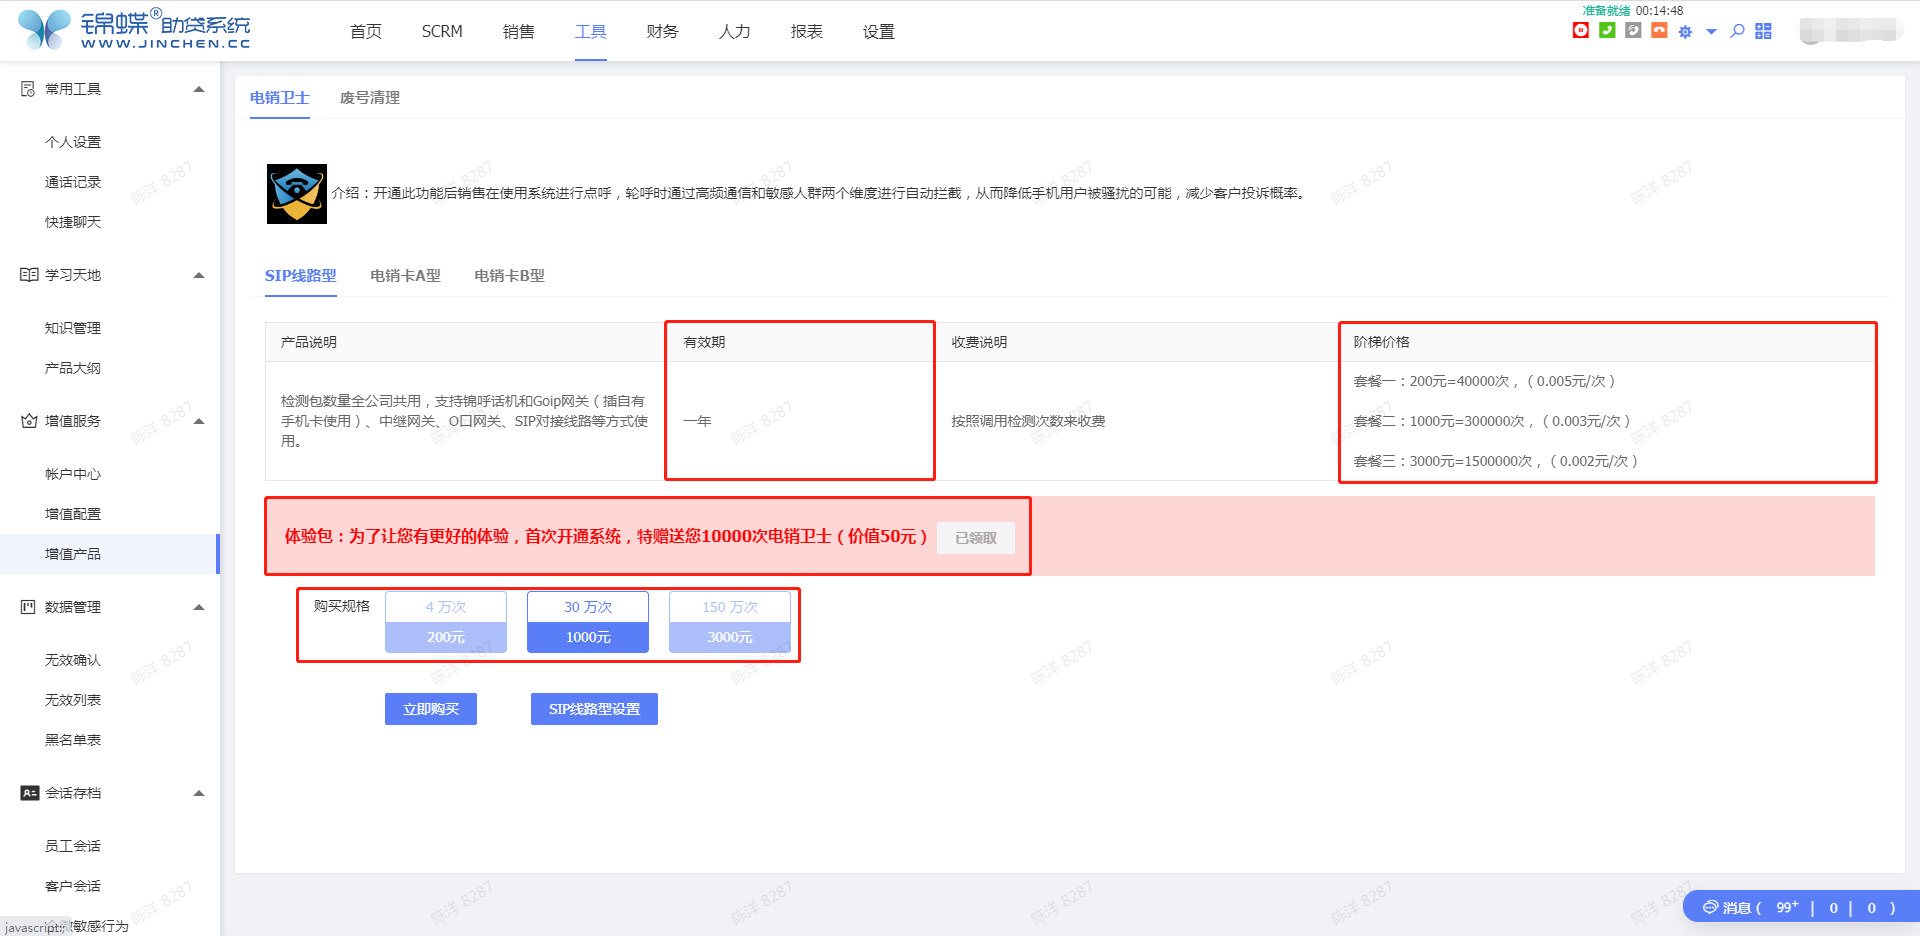 锦蝶®助贷系统
WWW.JINCHEN.CC
首页 SCRM 销售 工具 财务 人力 报表 设置
准备就绪 00:14:48
常用工具
个人设置
通话记录
快捷聊天
学习天地
知识管理
产品大纲
增值服务
帐户中心
增值配置
增值产品
数据管理
无效确认
无效列表
黑名单表
会话存档
员工会话
客户会话
敏感行为
javascript:;
电销卫士 废号清理
介绍：开通此功能后销售在使用系统进行点呼，轮呼时通过高频通信和敏感人群两个维度进行自动拦截，从而降低手机用户被骚扰的可能，减少客户投诉概率。
SIP线路型 电销卡A型 电销卡B型
产品说明 有效期 收费说明 阶梯价格
检测包数量全公司共用，支持锦呼话机和Goip网关（插自有
手机卡使用）、中继网关、O口网关、SIP对接线路等方式使
用。
一年
按照调用检测次数来收费
套餐一：200元=40000次，（0.005元/次）
套餐二：1000元=300000次，（0.003元/次）
套餐三：3000元=1500000次，（0.002元/次）
体验包：为了让您有更好的体验，首次开通系统，特赠送您10000次电销卫士（价值50元） 已领取
购买规格
4 万次 30 万次 150 万次
200元 1000元 3000元
立即购买 SIP线路型设置
消息（ 99+ | 0 | 0 ）
陈洋 8287